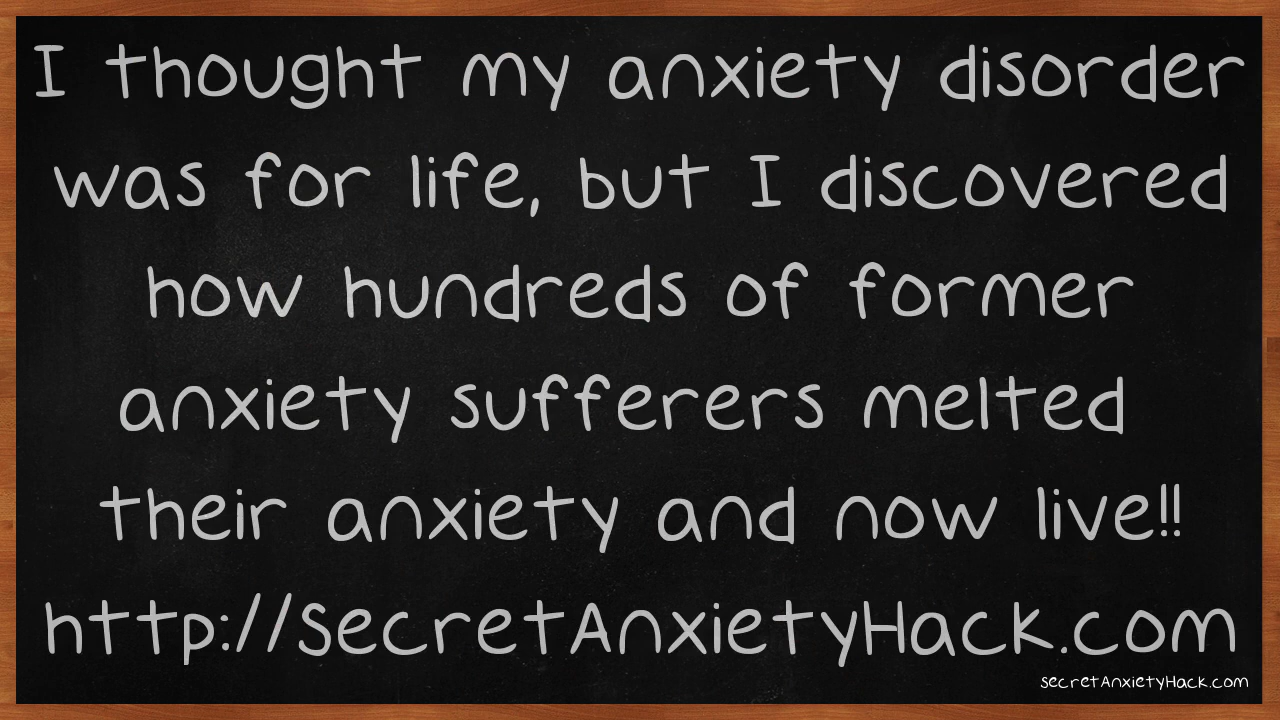 I thought my anxiety disorder
was for life, but I discovered
how hundreds of former
anxiety sufferers melted
their anxiety and now live!!
http://SecretAnxietyHack.com
secretAnxietyHack.com